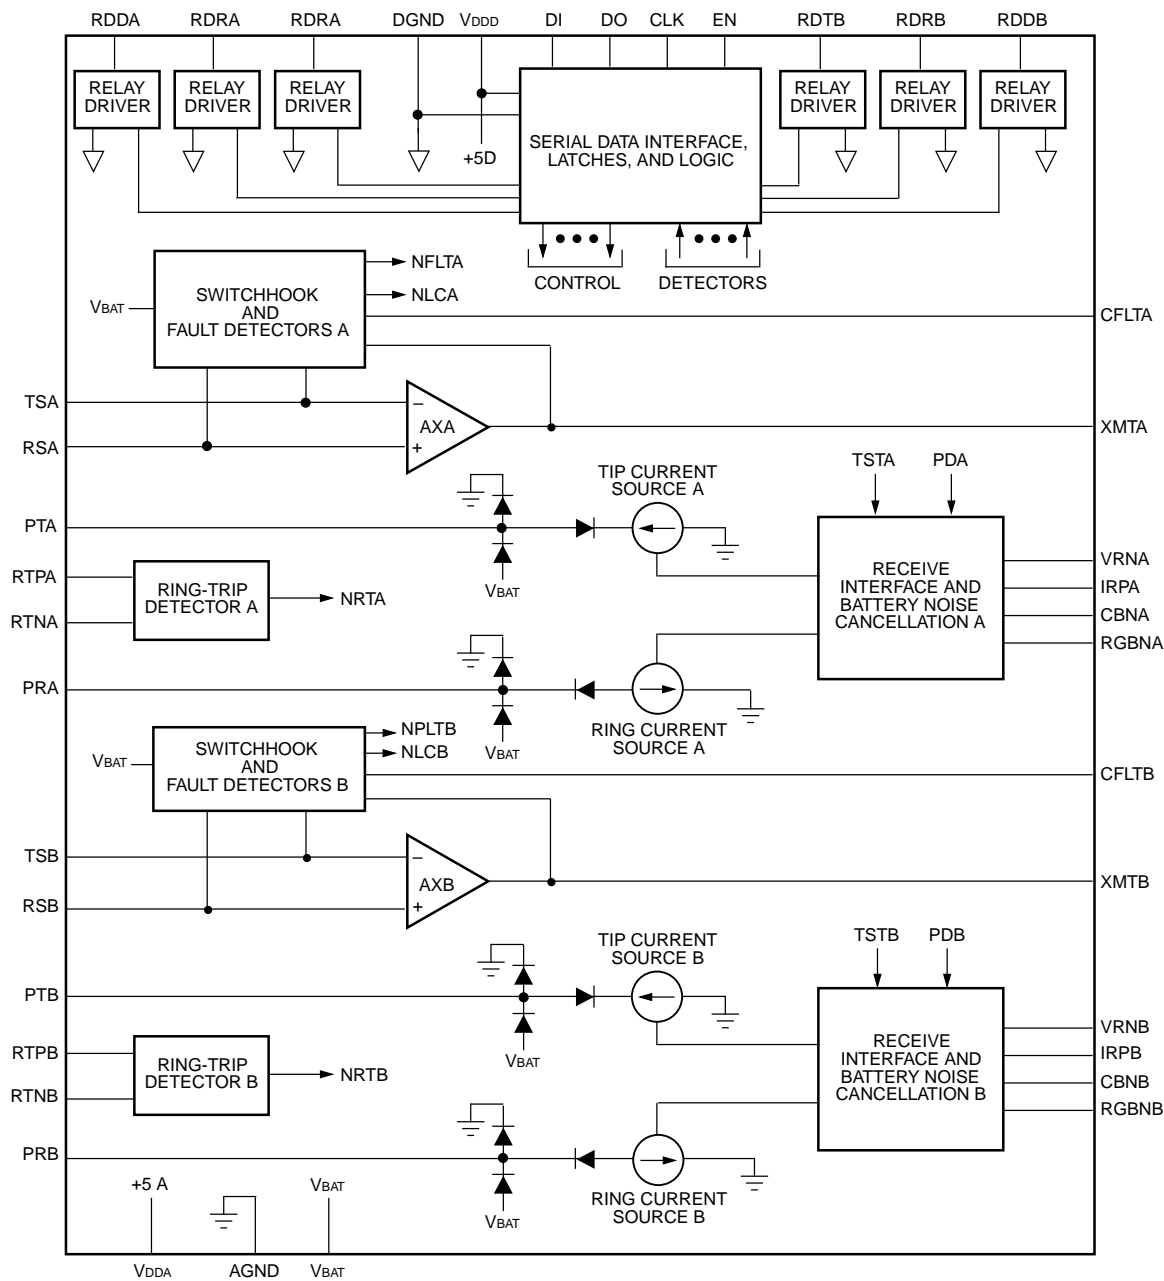 RDDA RDRA RDRA DGND VDDD DI DO CLK EN RDTB RDRB RDDB
RELAY
DRIVER
RELAY
DRIVER
RELAY
DRIVER
+5D
SERIAL DATA INTERFACE,
LATCHES, AND LOGIC
RELAY
DRIVER
RELAY
DRIVER
RELAY
DRIVER
CONTROL
DETECTORS
VBAT
SWITCHHOOK
AND
FAULT DETECTORS A
NFLTA
NLCA
CFLTA
TSA
RSA
–
AXA
+
XMTA
PTA
VBAT
TIP CURRENT
SOURCE A
TSTA
PDA
RTPA
RTNA
RING-TRIP
DETECTOR A
NRTA
RECEIVE
INTERFACE AND
BATTERY NOISE
CANCELLATION A
VRNA
IRPA
CBNA
RGBNA
PRA
VBAT
RING CURRENT
SOURCE A
VBAT
SWITCHHOOK
AND
FAULT DETECTORS B
NPLTB
NLCB
CFLTB
TSB
RSB
–
AXB
+
XMTB
PTB
VBAT
TIP CURRENT
SOURCE B
TSTB
PDB
RTPB
RTNB
RING-TRIP
DETECTOR B
NRTB
RECEIVE
INTERFACE AND
BATTERY NOISE
CANCELLATION B
VRNB
IRPB
CBNB
RGBNB
PRB
VBAT
RING CURRENT
SOURCE B
+5 A
VBAT
VDDA
AGND
VBAT